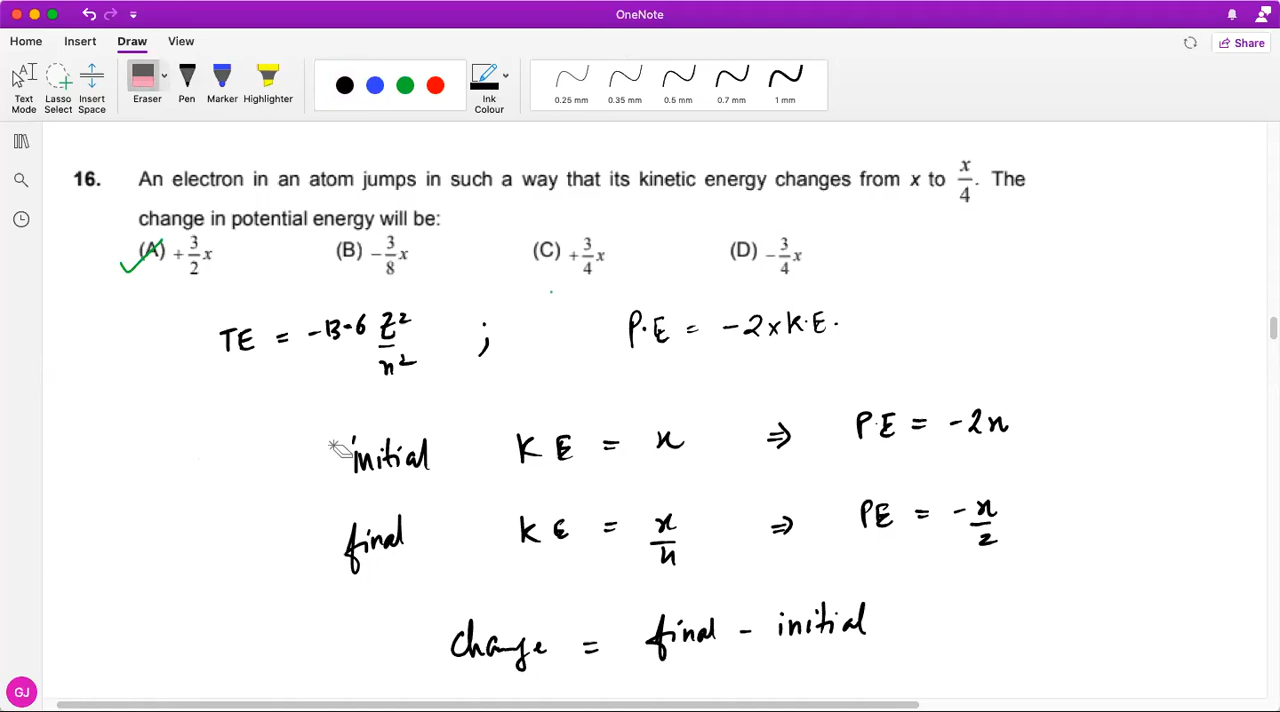 OneNote
Home Insert Draw View
Share
Text Mode Lasso Select Insert Space Eraser Pen Marker Highlighter Ink Colour 0.25 mm 0.35 mm 0.5 mm 0.7 mm 1 mm
16. An electron in an atom jumps in such a way that its kinetic energy changes from x to x/4. The
change in potential energy will be:
(A) +3/2 x (B) -3/8 x (C) +3/4 x (D) -3/4 x
TE = -13.6 Z²/n² ; P.E = -2 x K.E.
initial KE = x ⇒ P.E = -2x
final KE = x/4 ⇒ PE = -x/2
change = final - initial
GJ